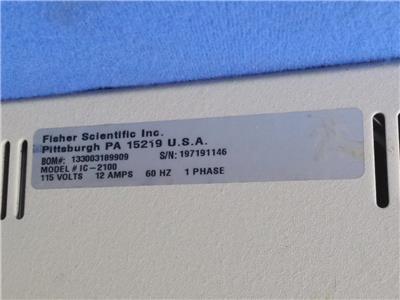 Fisher Scientific Inc.
Pittsburgh PA 15219 U.S.A.
BOM#: 133003189909 S/N: 197191146
MODEL # IC-2100
115 VOLTS 12 AMPS 60 HZ 1 PHASE